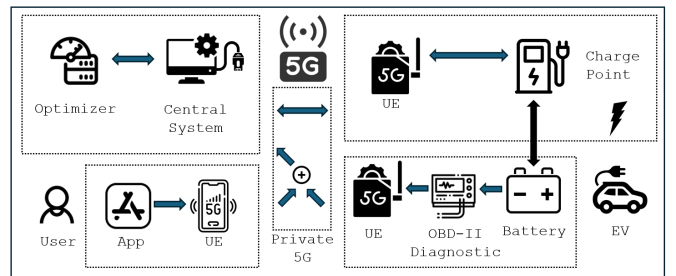 5G
5G
Optimizer
Central
System
UE
Charge
Point
5G
5G
User
App
UE
Private
5G
UE
OBD-II
Diagnostic
Battery
EV